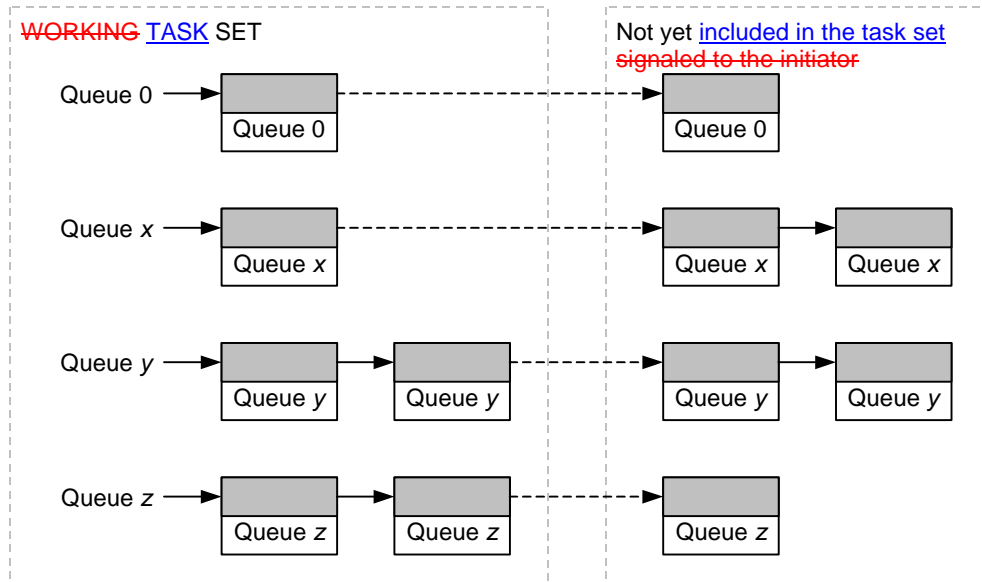 WORKING TASK SET
Not yet included in the task set
signaled to the initiator
Queue 0
Queue 0
Queue 0
Queue x
Queue x
Queue x
Queue x
Queue y
Queue y
Queue y
Queue y
Queue y
Queue z
Queue z
Queue z
Queue z